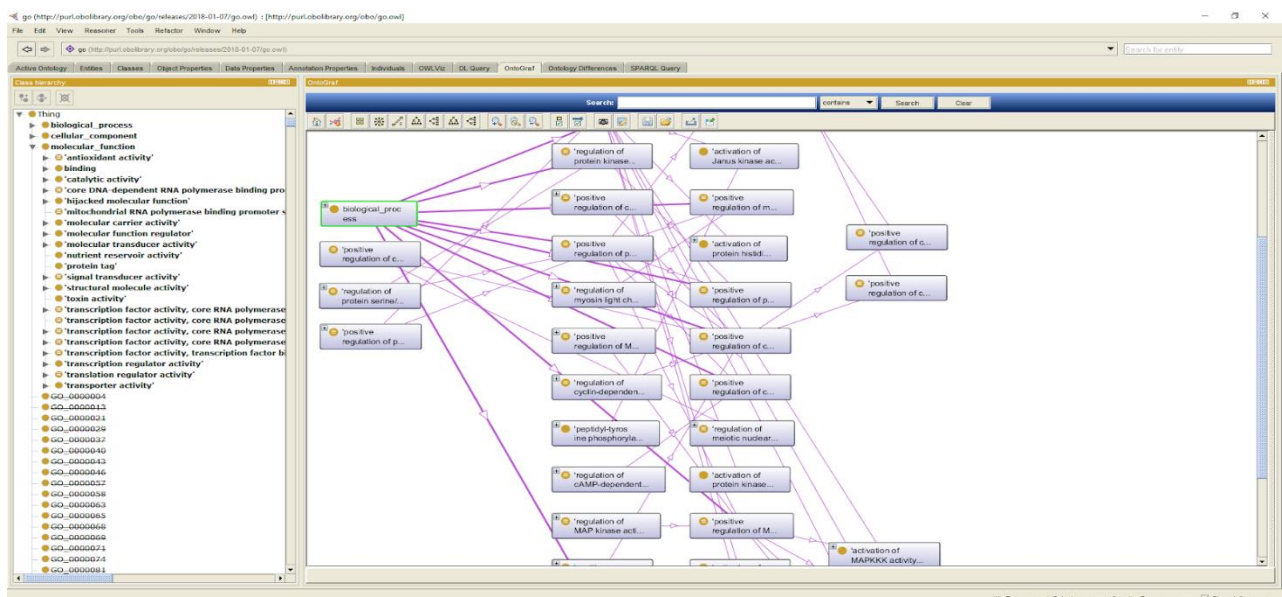 go (http://purl.obolibrary.org/obo/go/releases/2018-01-07/go.owl) : [http://purl.obolibrary.org/obo/go.owl]
File Edit View Reasoner Tools Refactor Window Help
go (http://purl.obolibrary.org/obo/go/releases/2018-01-07/go.owl)
Search for entity
Active Ontology Entities Classes Object Properties Data Properties Annotation Properties Individuals OWLViz DL Query OntoGraf Ontology Differences SPARQL Query
Class hierarchy
OntoGraf
Search: contains Search Clear
Thing
biological_process
cellular_component
molecular_function
'antioxidant activity'
binding
'catalytic activity'
'core DNA-dependent RNA polymerase binding pro
'hijacked molecular function'
'mitochondrial RNA polymerase binding promoter s
'molecular carrier activity'
'molecular function regulator'
'molecular transducer activity'
'nutrient reservoir activity'
'protein tag'
'signal transducer activity'
'structural molecule activity'
'toxin activity'
'transcription factor activity, core RNA polymerase
'transcription factor activity, core RNA polymerase
'transcription factor activity, core RNA polymerase
'transcription factor activity, core RNA polymerase
'transcription factor activity, transcription factor bi
'transcription regulator activity'
'translation regulator activity'
'transporter activity'
GO_0000004
GO_0000013
GO_0000021
GO_0000029
GO_0000037
GO_0000040
GO_0000043
GO_0000046
GO_0000057
GO_0000058
GO_0000063
GO_0000065
GO_0000068
GO_0000069
GO_0000071
GO_0000074
GO_0000081
biological_proc
ess
'positive
regulation of c...
'regulation of
protein serine/...
'positive
regulation of p...
'regulation of
protein kinase...
'positive
regulation of c...
'positive
regulation of p...
'regulation of
myosin light ch...
'positive
regulation of M...
'regulation of
cyclin-dependen...
'peptidyl-tyros
ine phosphoryla...
'regulation of
cAMP-dependent...
'regulation of
MAP kinase acti...
'activation of
Janus kinase ac...
'positive
regulation of m...
'activation of
protein histidi...
'positive
regulation of p...
'positive
regulation of c...
'positive
regulation of c...
'regulation of
meiotic nuclear...
'activation of
protein kinase...
'positive
regulation of M...
'positive
regulation of c...
'positive
regulation of c...
'activation of
MAPKKK activity...